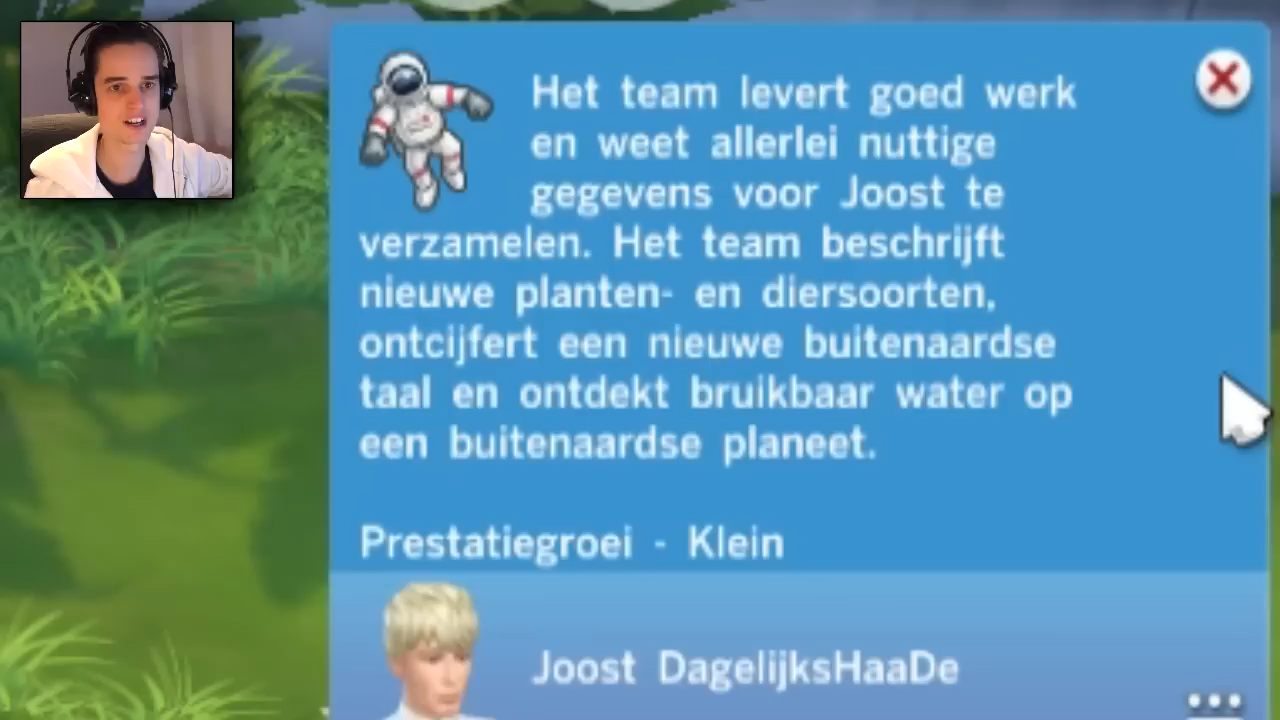 Het team levert goed werk
en weet allerlei nuttige
gegevens voor Joost te
verzamelen. Het team beschrijft
nieuwe planten- en diersoorten,
ontcijfert een nieuwe buitenaardse
taal en ontdekt bruikbaar water op
een buitenaardse planeet.
Prestatiegroei - Klein
Joost DagelijksHaaDe